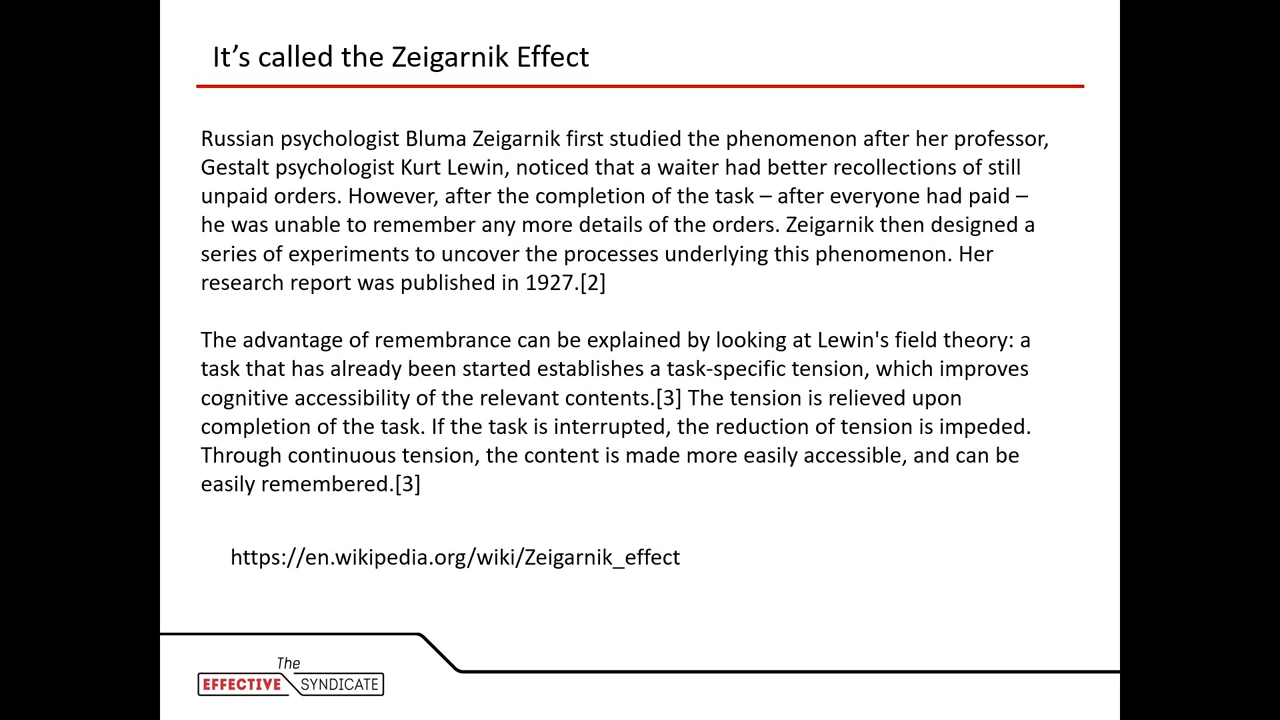 It’s called the Zeigarnik Effect
Russian psychologist Bluma Zeigarnik first studied the phenomenon after her professor,
Gestalt psychologist Kurt Lewin, noticed that a waiter had better recollections of still
unpaid orders. However, after the completion of the task – after everyone had paid –
he was unable to remember any more details of the orders. Zeigarnik then designed a
series of experiments to uncover the processes underlying this phenomenon. Her
research report was published in 1927.[2]
The advantage of remembrance can be explained by looking at Lewin's field theory: a
task that has already been started establishes a task-specific tension, which improves
cognitive accessibility of the relevant contents.[3] The tension is relieved upon
completion of the task. If the task is interrupted, the reduction of tension is impeded.
Through continuous tension, the content is made more easily accessible, and can be
easily remembered.[3]
https://en.wikipedia.org/wiki/Zeigarnik_effect
The
EFFECTIVE SYNDICATE